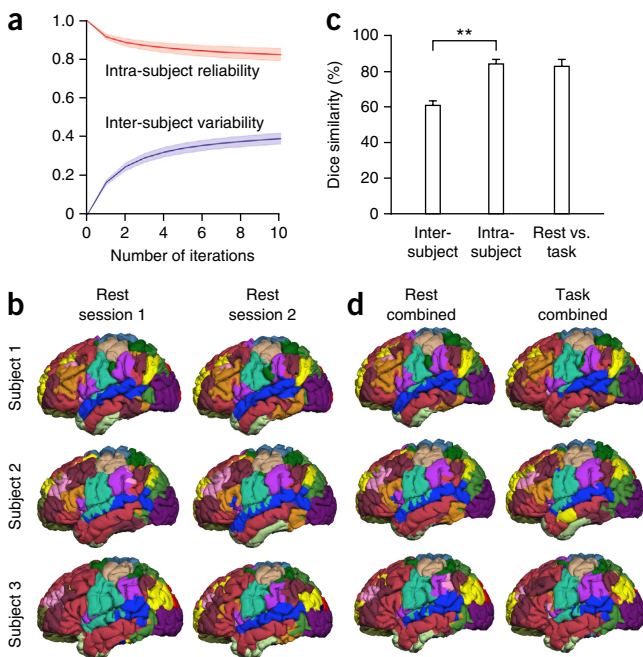 a
1.0
0.8
0.6
0.4
0.2
0
Intra-subject reliability
Inter-subject variability
0 2 4 6 8 10
Number of iterations
c
Dice similarity (%)
100
80
60
40
20
0
**
Inter-
subject
Intra-
subject
Rest vs.
task
b
Rest
session 1
Rest
session 2
d
Rest
combined
Task
combined
Subject 1
Subject 2
Subject 3